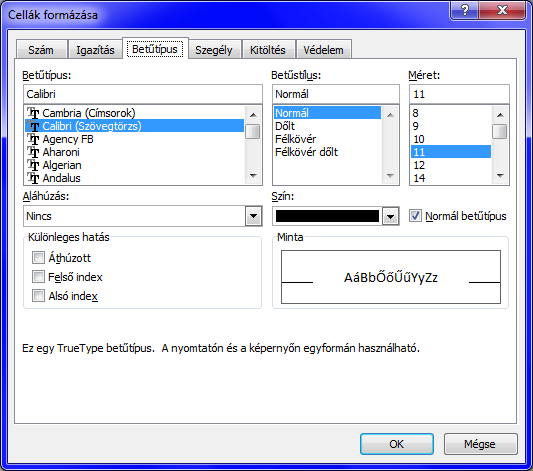 Cellák formázása
Szám Igazítás Betűtípus Szegély Kitöltés Védelem
Betűtípus: Betűstílus: Méret:
Calibri Normál 11
Cambria (Címsorok) Normál 8
Calibri (Szövegtörzs) Dőlt 9
Agency FB Félkövér 10
Aharoni Félkövér dőlt 11
Algerian 12
Andalus 14
Aláhúzás: Szín:
Nincs Normál betűtípus
Különleges hatás Minta
Áthúzott
Felső index AáBbŐőŰűYyZz
Alsó index
Ez egy TrueType betűtípus. A nyomtatón és a képernyőn egyformán használható.
OK Mégse